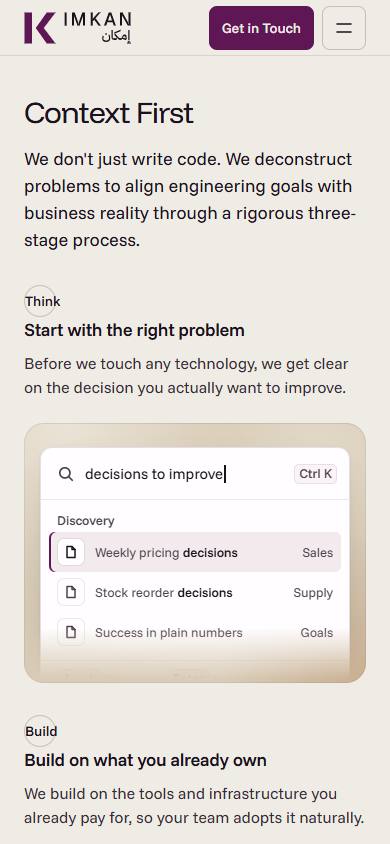 IMKAN
إمكان
Get in Touch
Context First
We don't just write code. We deconstruct
problems to align engineering goals with
business reality through a rigorous three-
stage process.
Think
Start with the right problem
Before we touch any technology, we get clear
on the decision you actually want to improve.
decisions to improve Ctrl K
Discovery
Weekly pricing decisions Sales
Stock reorder decisions Supply
Success in plain numbers Goals
Build
Build on what you already own
We build on the tools and infrastructure you
already pay for, so your team adopts it naturally.